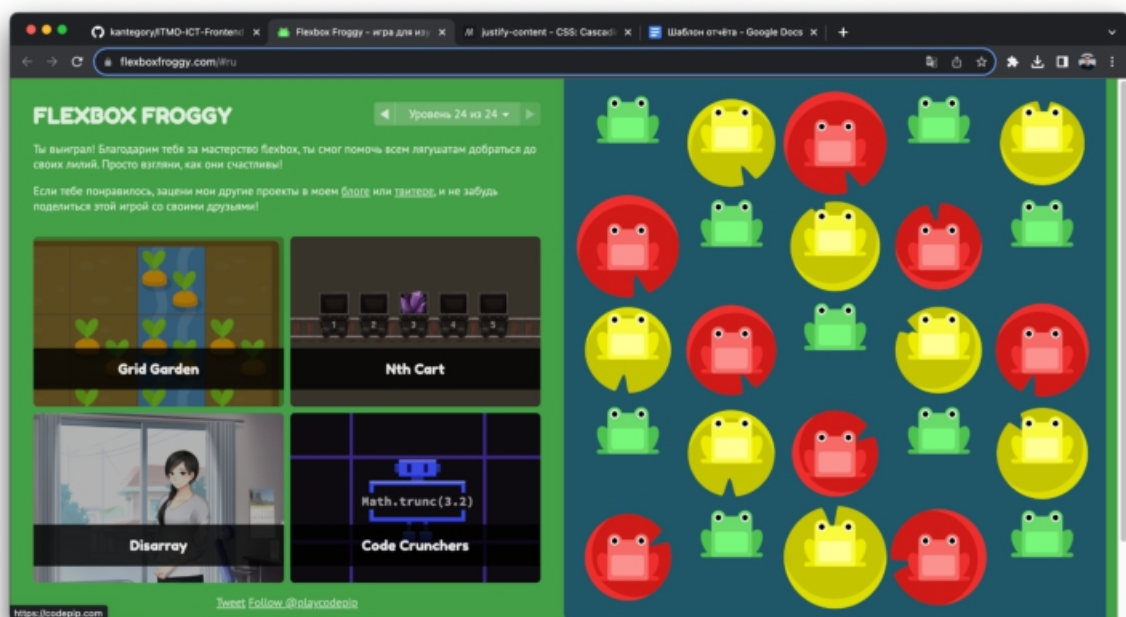 kantegory/ITMO-ICT-Frontend
Flexbox Froggy – игра для изу
justify-content - CSS: Cascadi
Шаблон отчёта - Google Docs
flexboxfroggy.com/#ru
FLEXBOX FROGGY
Уровень 24 из 24
Ты выиграл! Благодарим тебя за мастерство flexbox, ты смог помочь всем лягушатам добраться до
своих лилий. Просто взгляни, как они счастливы!
Если тебе понравилось, зацени мои другие проекты в моем блоге или твитере, и не забудь
поделиться этой игрой со своими друзьями!
1 2 3 4 5
Grid Garden
Nth Cart
Math.trunc(3.2)
Disarray
Code Crunchers
Tweet Follow @playcodepip
https://codepip.com